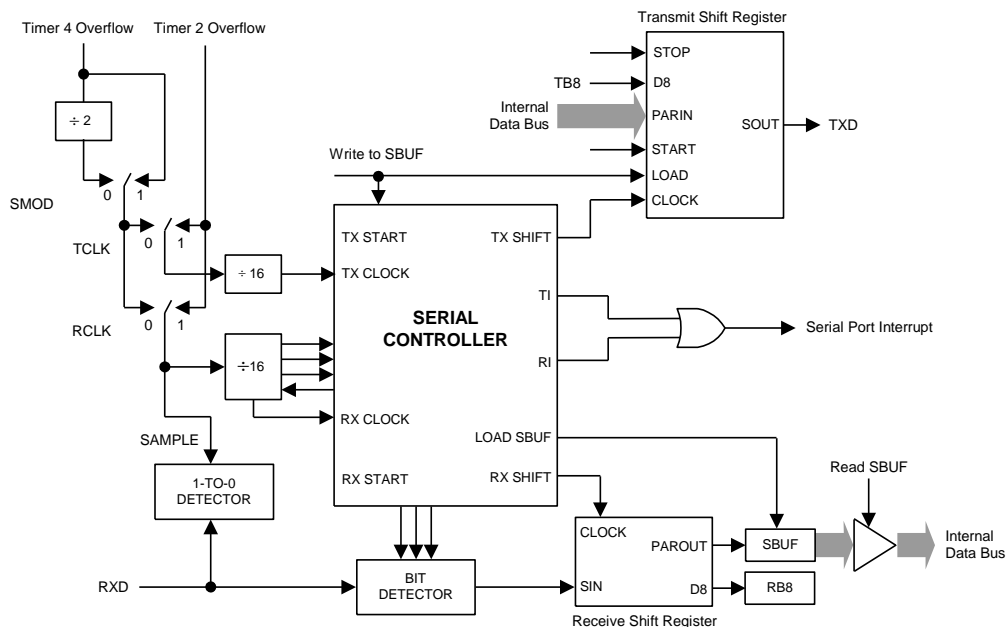 Timer 4 Overflow
Timer 2 Overflow
Transmit Shift Register
STOP
TB8
D8
÷ 2
Internal
Data Bus
PARIN
SOUT
TXD
START
Write to SBUF
LOAD
0
1
SMOD
CLOCK
TX START
TX SHIFT
0
1
TCLK
÷ 16
TX CLOCK
TI
SERIAL
CONTROLLER
0
1
RCLK
Serial Port Interrupt
÷16
RI
RX CLOCK
LOAD SBUF
SAMPLE
RX START
RX SHIFT
Read SBUF
1-TO-0
DETECTOR
CLOCK
PAROUT
SBUF
Internal
Data Bus
RXD
BIT
DETECTOR
SIN
D8
RB8
Receive Shift Register